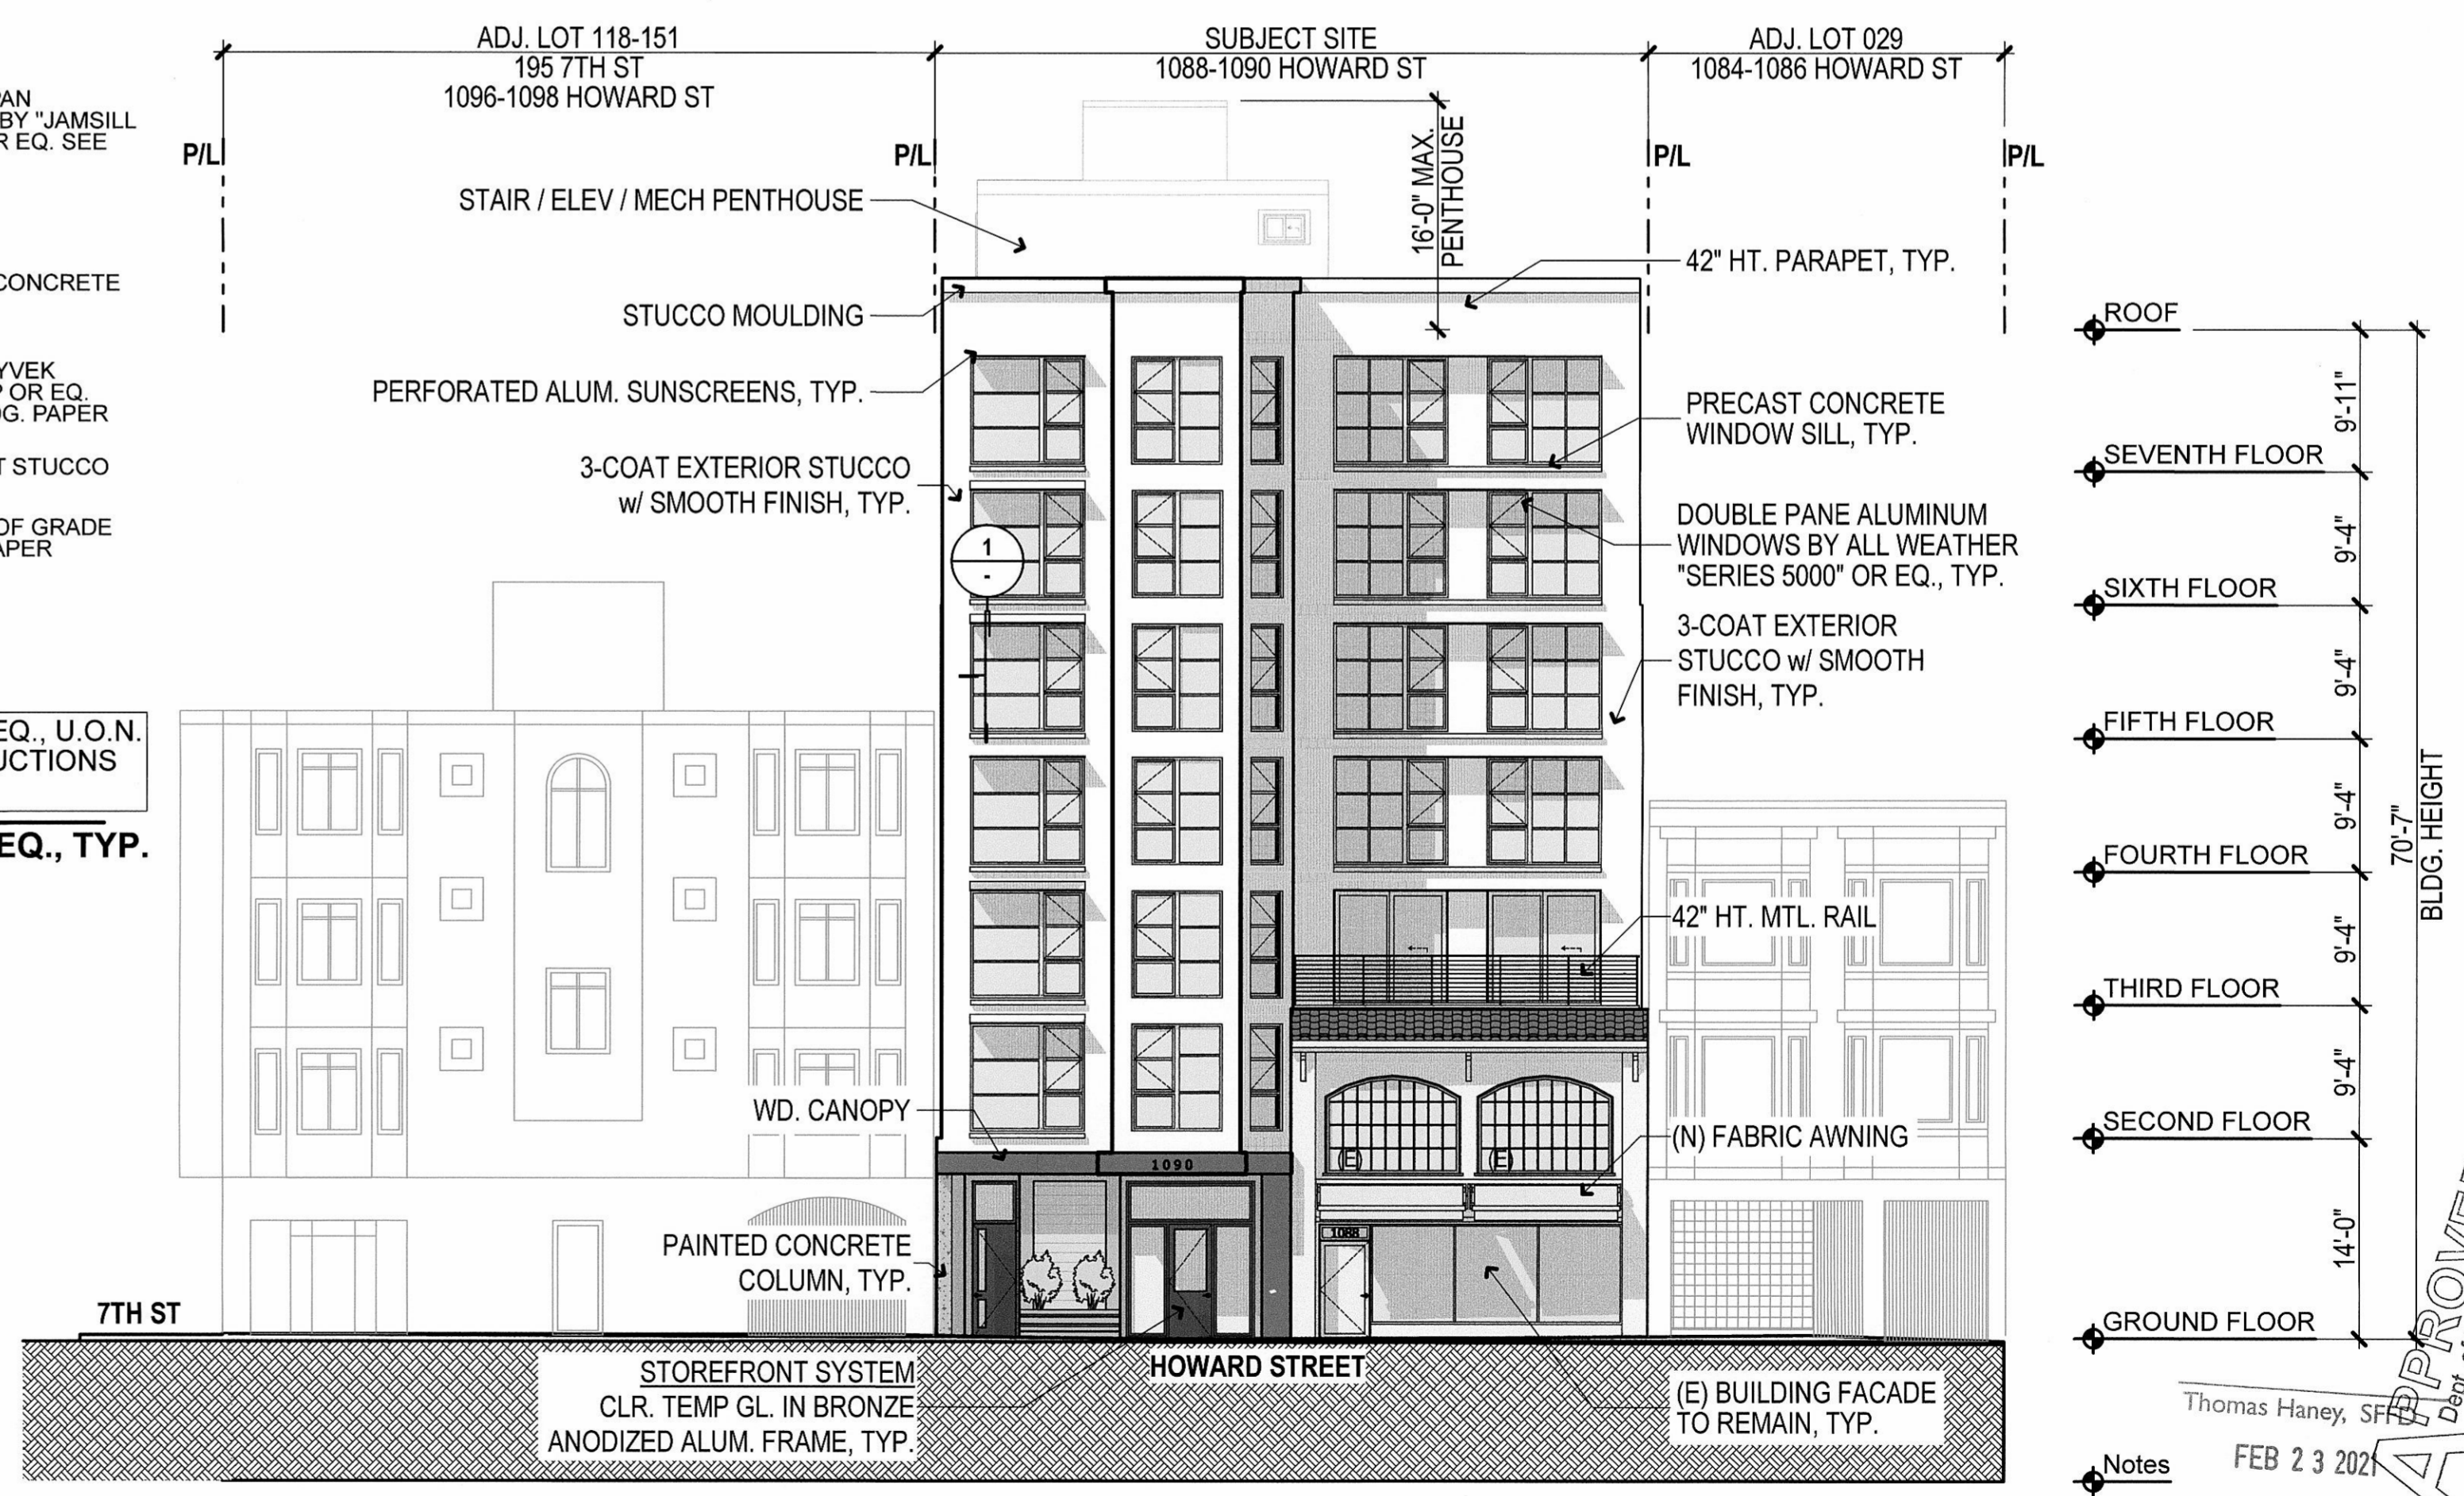 ADJ. LOT 118-151
195 7TH ST
1096-1098 HOWARD ST
SUBJECT SITE
1088-1090 HOWARD ST
ADJ. LOT 029
1084-1086 HOWARD ST
BY "JAMSILL
R EQ. SEE
P/L
P/L
P/L
P/L
16'-0" MAX.
PENTHOUSE
STAIR / ELEV / MECH PENTHOUSE
CONCRETE
STUCCO MOULDING
42" HT. PARAPET, TYP.
YVEK
P OR EQ.
G. PAPER
PERFORATED ALUM. SUNSCREENS, TYP.
T STUCCO
3-COAT EXTERIOR STUCCO
w/ SMOOTH FINISH, TYP.
OF GRADE
APER
1
-
PRECAST CONCRETE
WINDOW SILL, TYP.
DOUBLE PANE ALUMINUM
WINDOWS BY ALL WEATHER
"SERIES 5000" OR EQ., TYP.
3-COAT EXTERIOR
STUCCO w/ SMOOTH
FINISH, TYP.
EQ., U.O.N.
UCTIONS
EQ., TYP.
42" HT. MTL. RAIL
WD. CANOPY
1090
(E)
(E)
(N) FABRIC AWNING
PAINTED CONCRETE
COLUMN, TYP.
1088
7TH ST
HOWARD STREET
STOREFRONT SYSTEM
CLR. TEMP GL. IN BRONZE
ANODIZED ALUM. FRAME, TYP.
(E) BUILDING FACADE
TO REMAIN, TYP.
ROOF
9'-11"
SEVENTH FLOOR
9'-4"
SIXTH FLOOR
9'-4"
FIFTH FLOOR
9'-4"
FOURTH FLOOR
9'-4"
THIRD FLOOR
9'-4"
SECOND FLOOR
14'-0"
GROUND FLOOR
70'-7"
BLDG. HEIGHT
Notes
Thomas Haney, SFFD
FEB 23 2021
APPROVE
Dept.